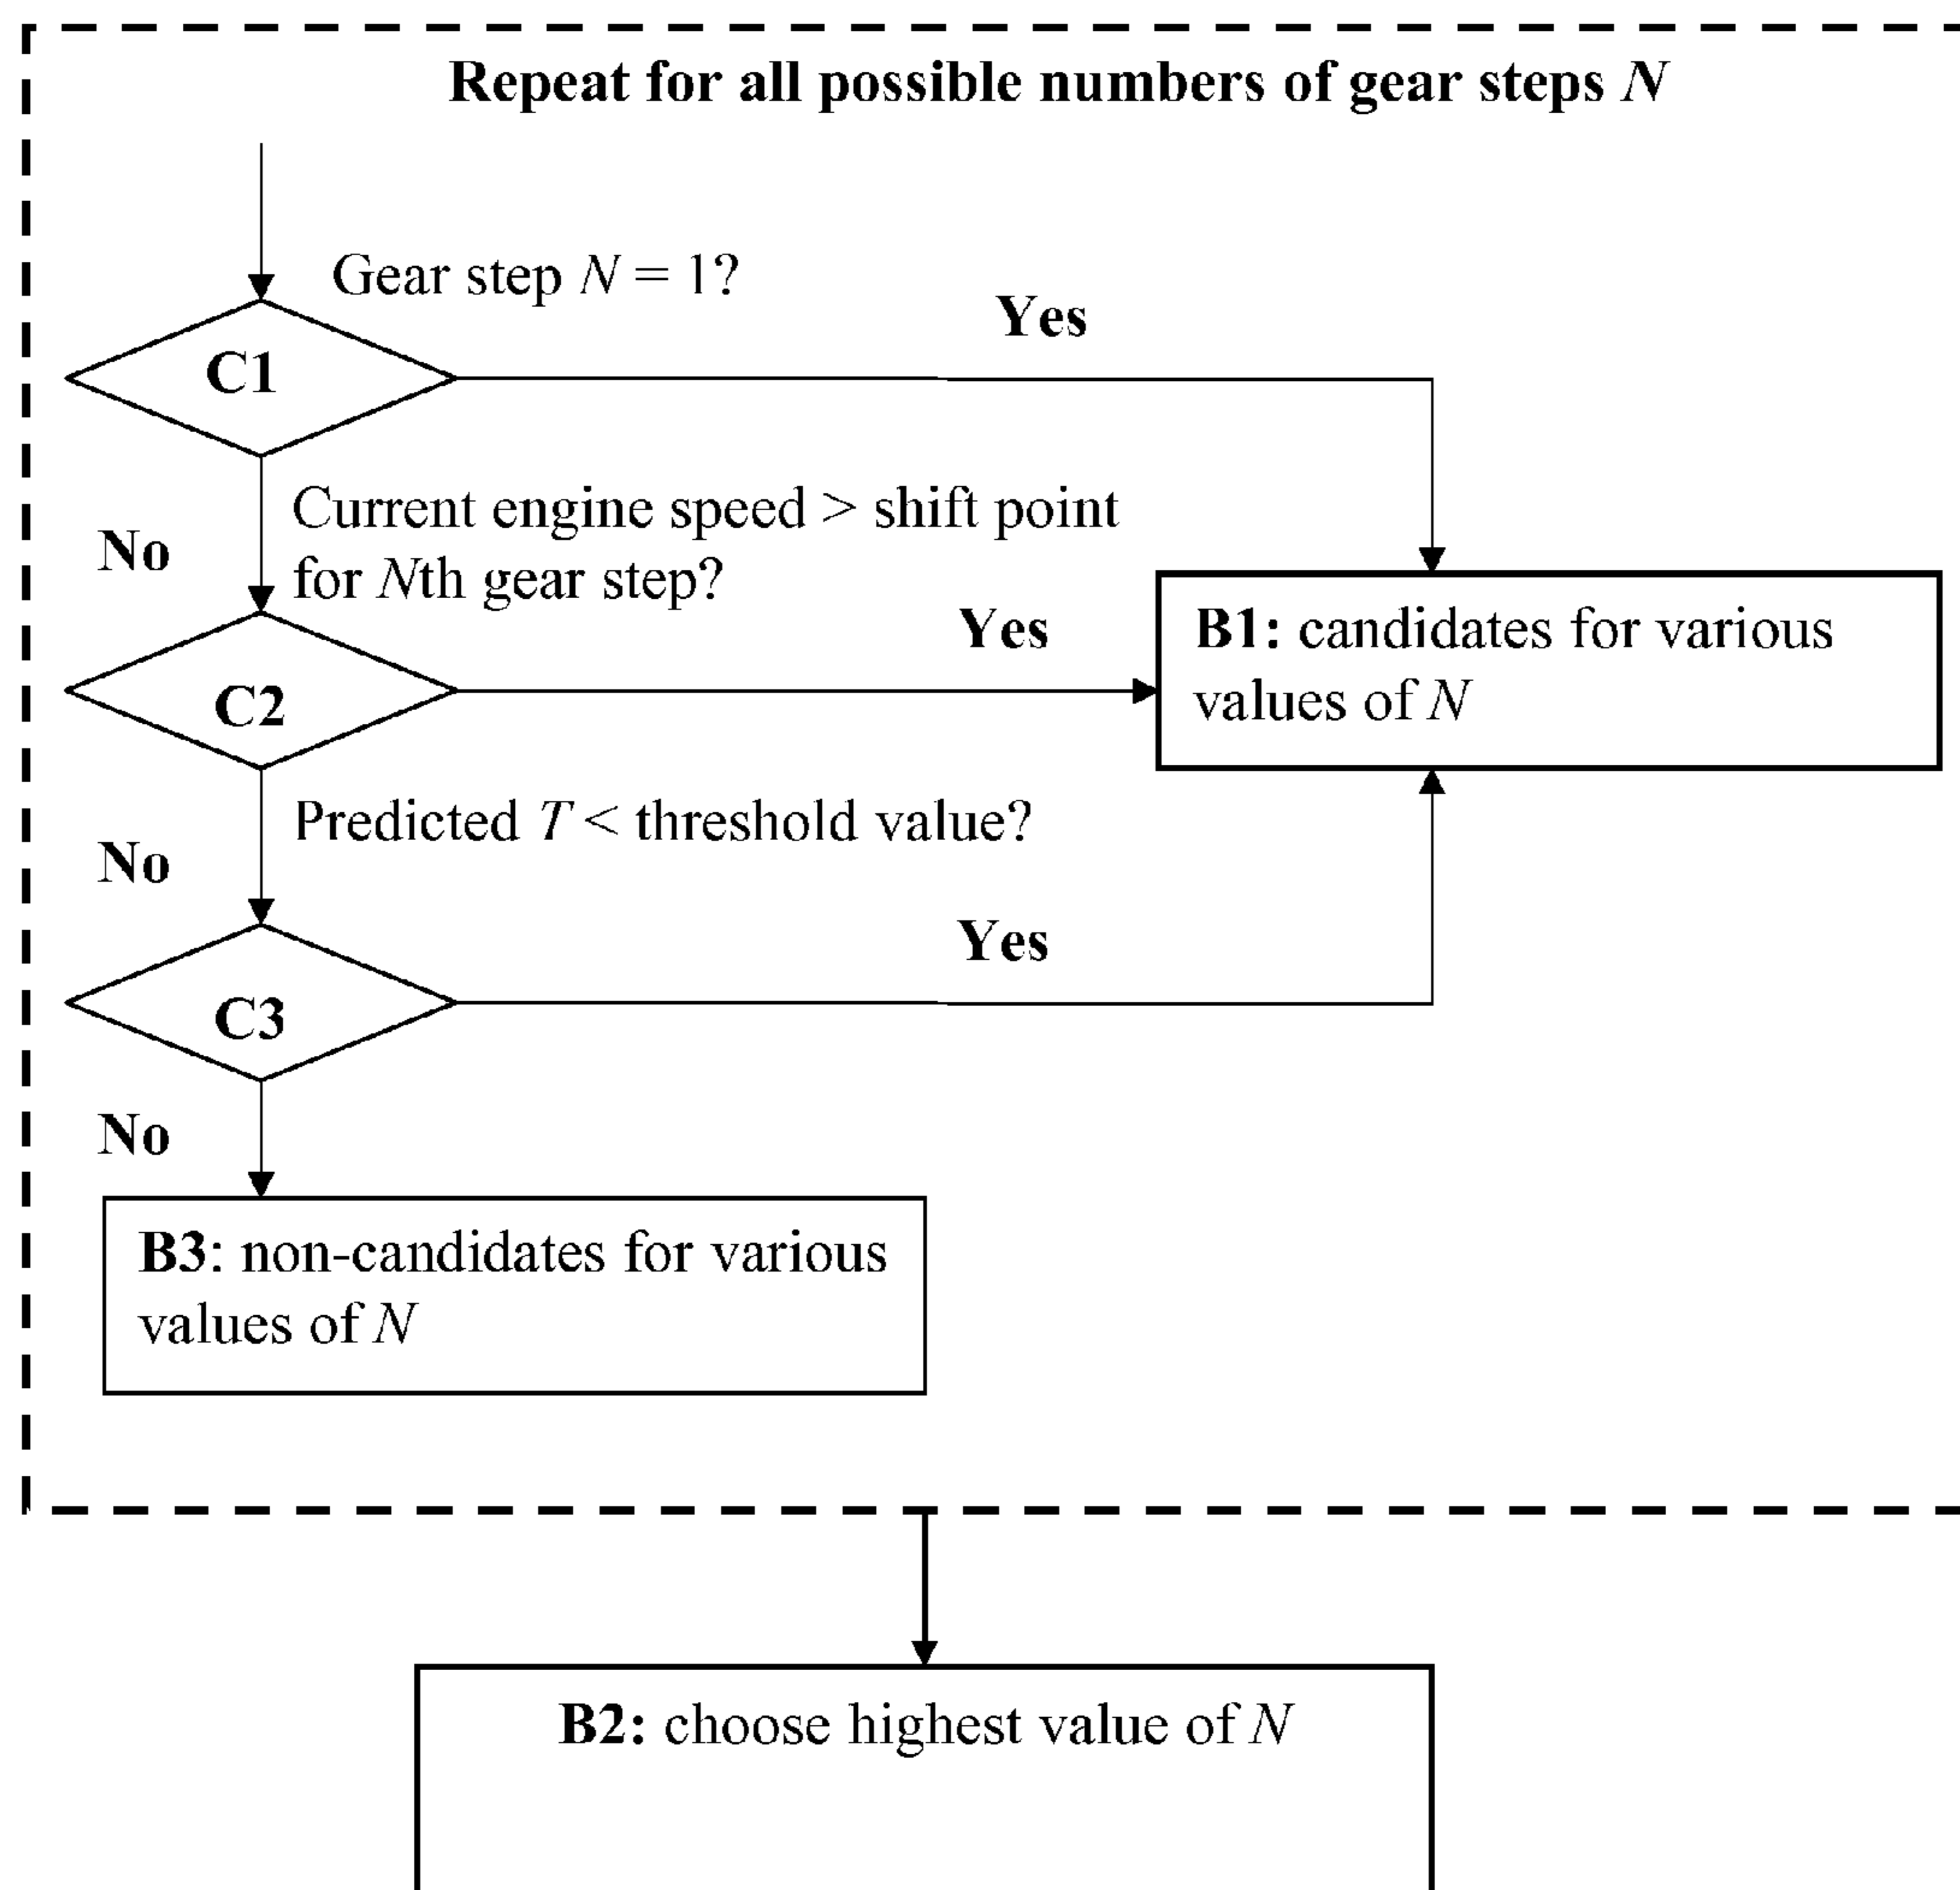 Repeat for all possible numbers of gear steps N
Gear step N = 1?
Yes
C1
Current engine speed > shift point
for Nth gear step?
No
Yes
B1: candidates for various
values of N
C2
Predicted T < threshold value?
No
Yes
C3
No
B3: non-candidates for various
values of N
B2: choose highest value of N